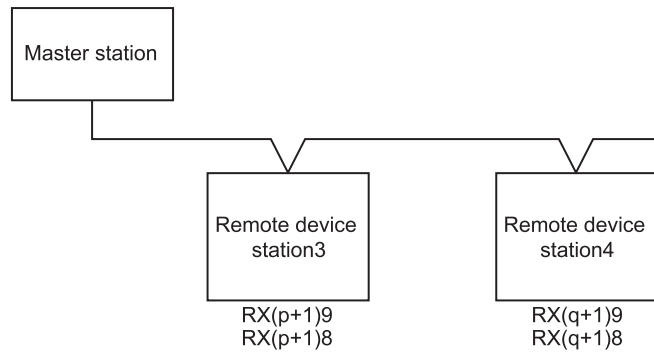 Master station
Remote device
station3
RX(p+1)9
RX(p+1)8
Remote device
station4
RX(q+1)9
RX(q+1)8